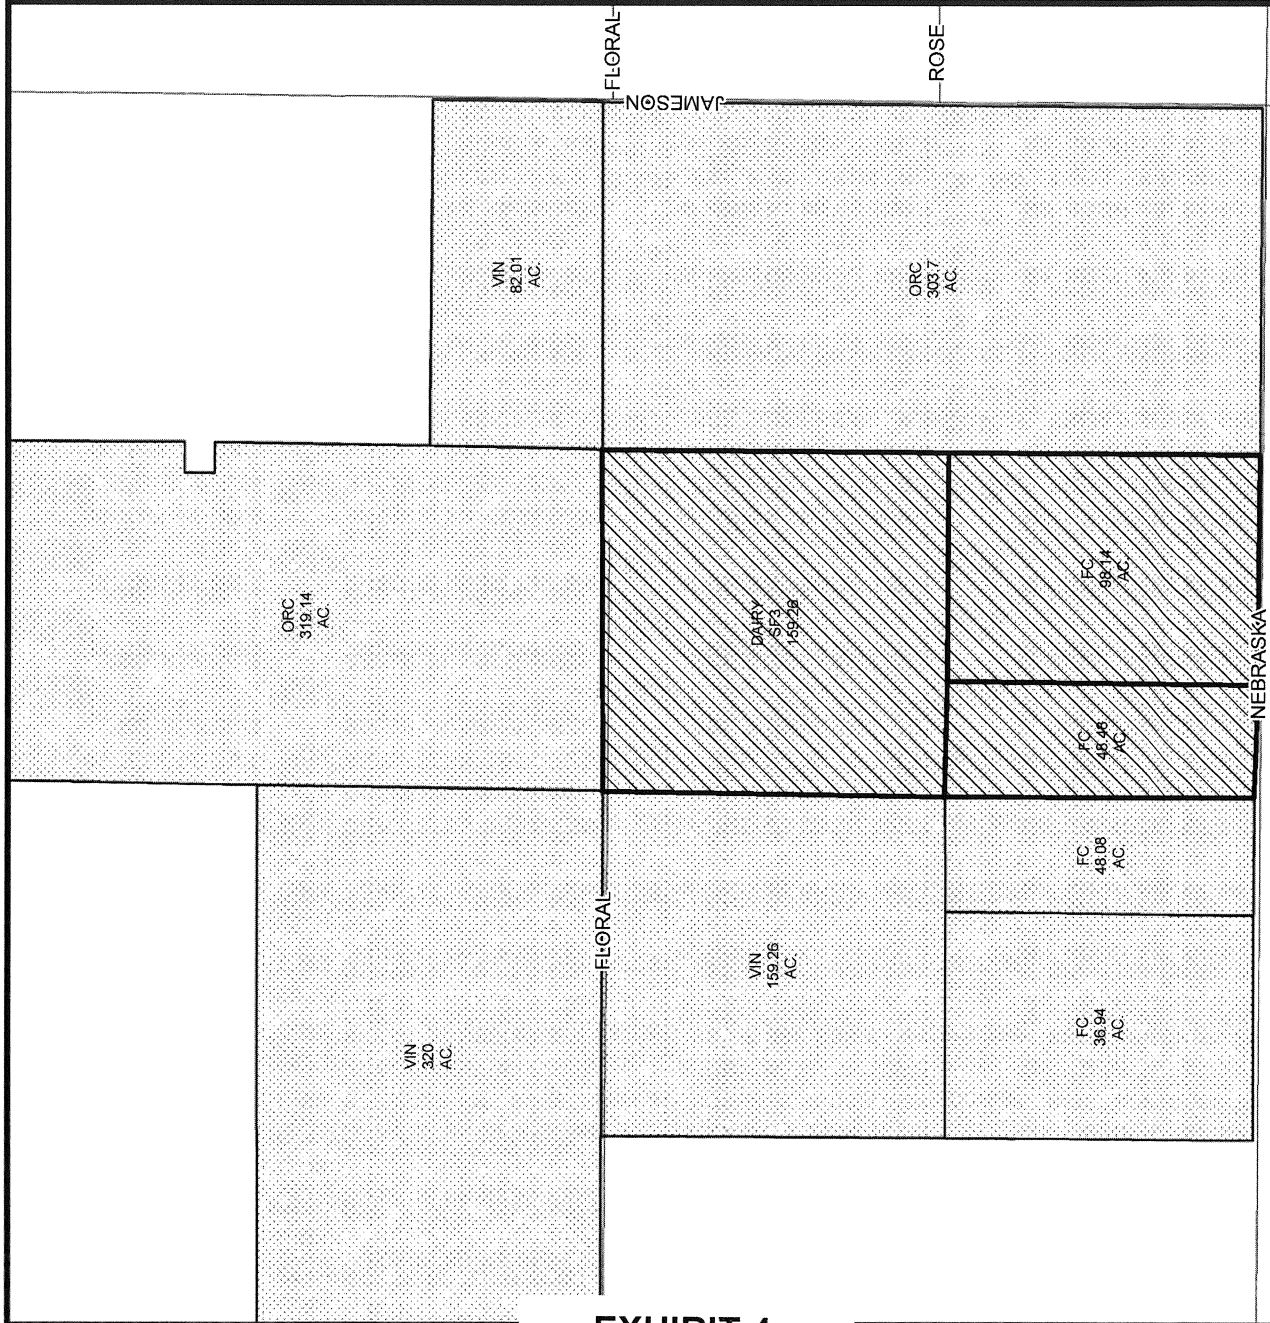 FLORAL
ROSE
JAMESON
VIN
82.01
AC.
ORC
303.7
AC.
ORC
319.14
AC.
DAIRY
SF3
159.26
FC
98.14
AC.
FC
48.48
AC.
NEBRASKA
FC
48.08
AC.
FLORAL
VIN
159.26
AC.
FC
36.94
AC.
VIN
320
AC.